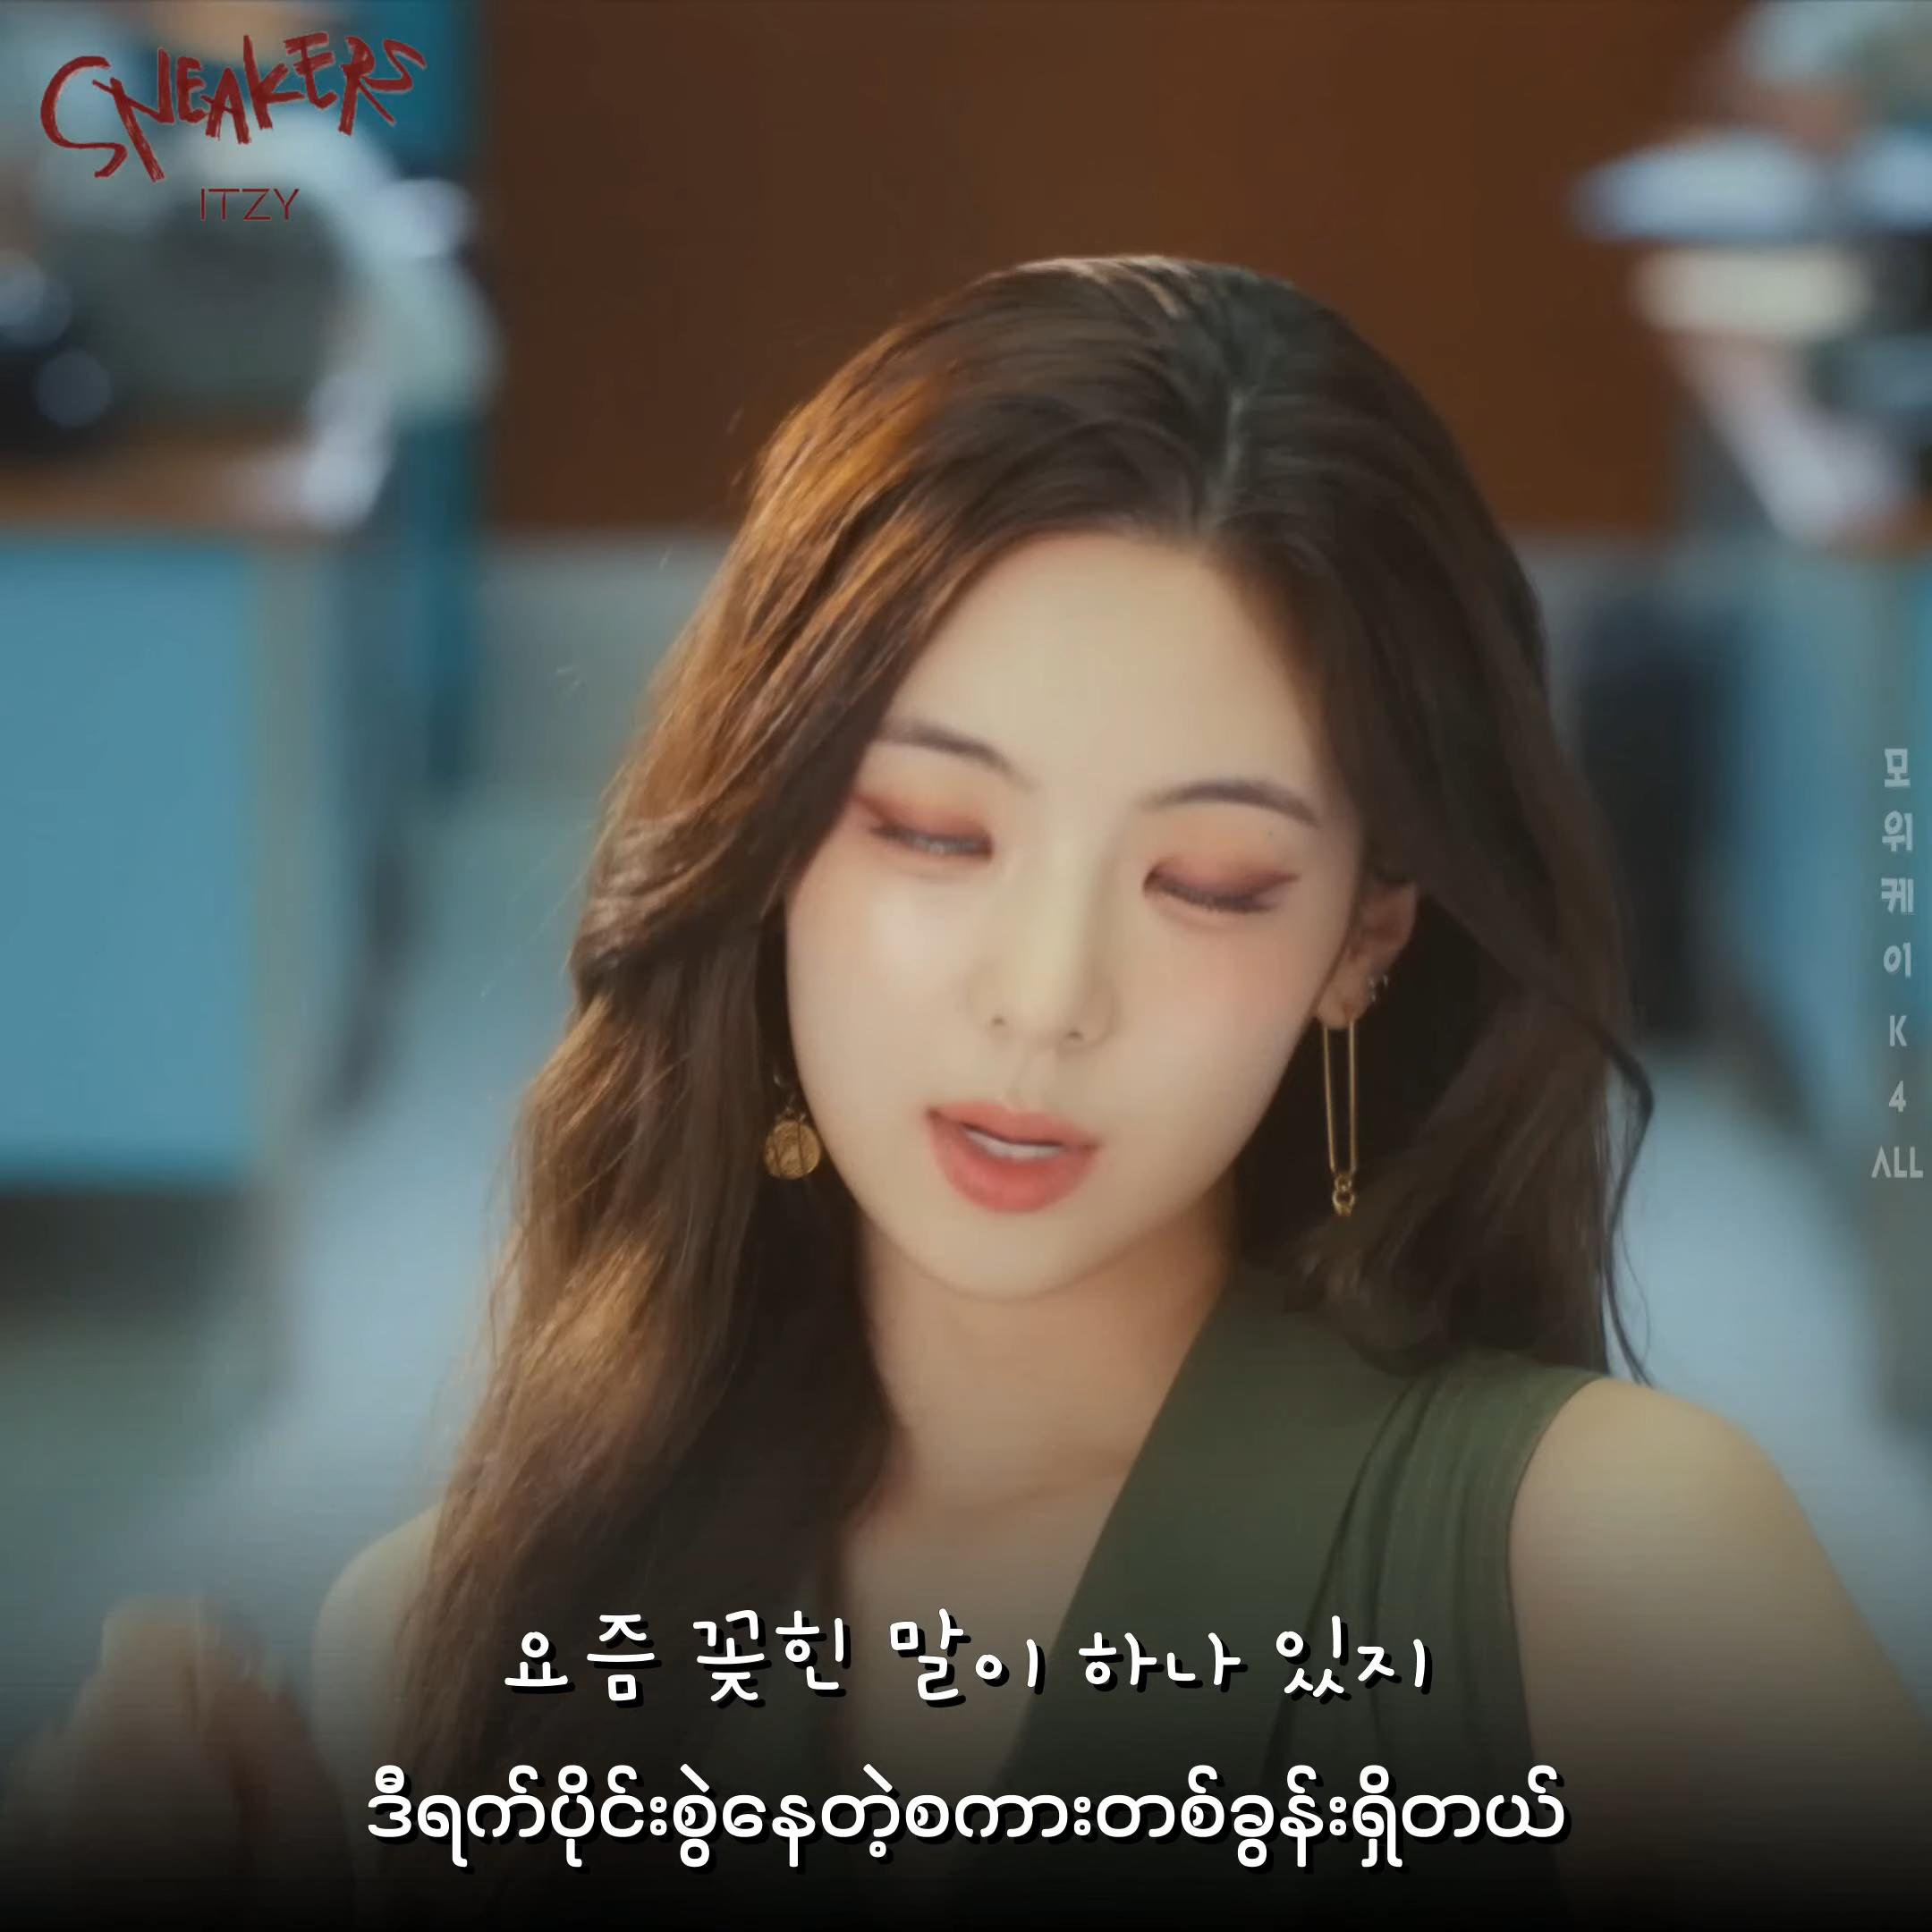 SNEAKERS
ITZY
모위케이 K 4 ALL
요즘 꽂힌 말이 하나 있지
ဒီရက်ပိုင်းစွဲနေတဲ့စကားတစ်ခွန်းရှိတယ်